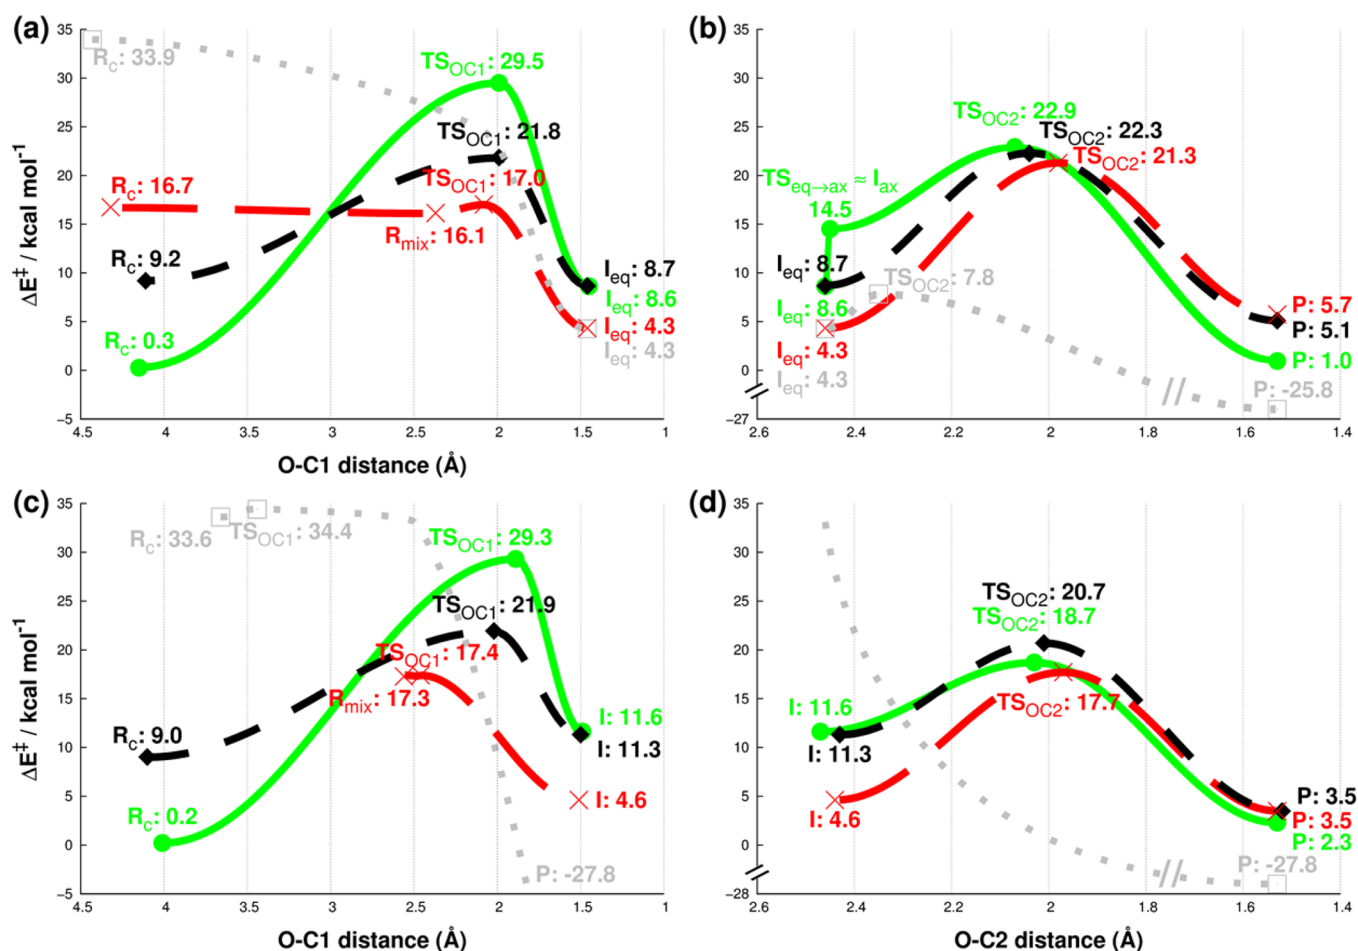 (a)
35
30
25
20
15
10
5
0
−5
ΔE‡ / kcal mol⁻¹
4.5 4 3.5 3 2.5 2 1.5 1
O-C1 distance (Å)
Rc: 33.9
TSOC1: 29.5
TSOC1: 21.8
TSOC1: 17.0
Rc: 16.7
Rmix: 16.1
Rc: 9.2
Rc: 0.3
Ieq: 8.7
Ieq: 8.6
Ieq: 4.3
Ieq: 4.3
(b)
35
30
25
20
15
10
5
0
−27
2.6 2.4 2.2 2 1.8 1.6 1.4
TSOC2: 22.9
TSOC2: 22.3
TSOC2: 21.3
TSeq→ax ≈ Iax
14.5
Ieq: 8.7
TSOC2: 7.8
Ieq: 8.6
Ieq: 4.3
Ieq: 4.3
P: 5.7
P: 5.1
P: 1.0
P: -25.8
(c)
35
30
25
20
15
10
5
0
−5
ΔE‡ / kcal mol⁻¹
4.5 4 3.5 3 2.5 2 1.5 1
O-C1 distance (Å)
Rc: 33.6
TSOC1: 34.4
TSOC1: 29.3
TSOC1: 21.9
TSOC1: 17.4
Rmix: 17.3
Rc: 9.0
Rc: 0.2
I: 11.6
I: 11.3
I: 4.6
P: -27.8
(d)
35
30
25
20
15
10
5
0
−28
2.6 2.4 2.2 2 1.8 1.6 1.4
O-C2 distance (Å)
TSOC2: 20.7
TSOC2: 18.7
TSOC2: 17.7
I: 11.6
I: 11.3
I: 4.6
P: 3.5
P: 3.5
P: 2.3
P: -27.8